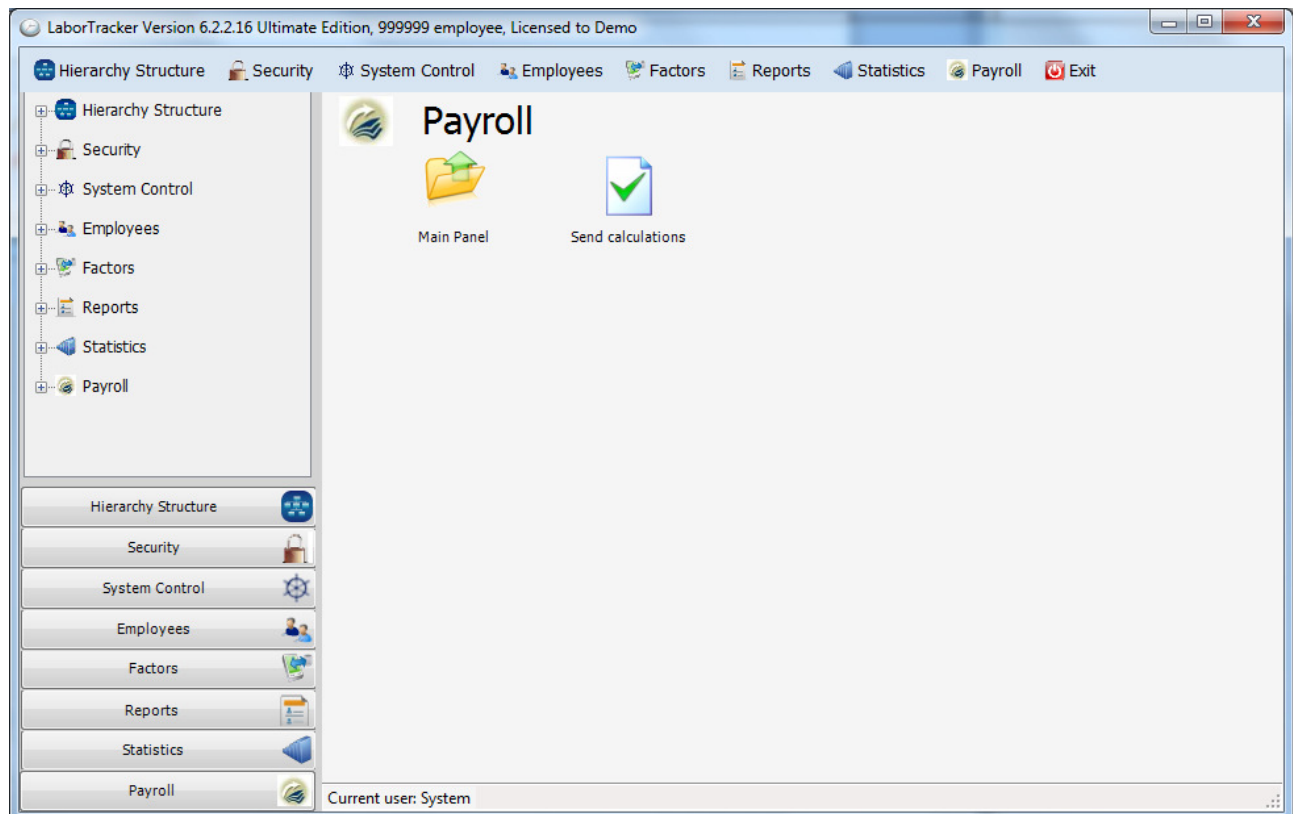 LaborTracker Version 6.2.2.16 Ultimate Edition, 999999 employee, Licensed to Demo
Hierarchy Structure Security System Control Employees Factors Reports Statistics Payroll Exit
Hierarchy Structure
Security
System Control
Employees
Factors
Reports
Statistics
Payroll
Hierarchy Structure
Security
System Control
Employees
Factors
Reports
Statistics
Payroll
Payroll
Main Panel Send calculations
Current user: System